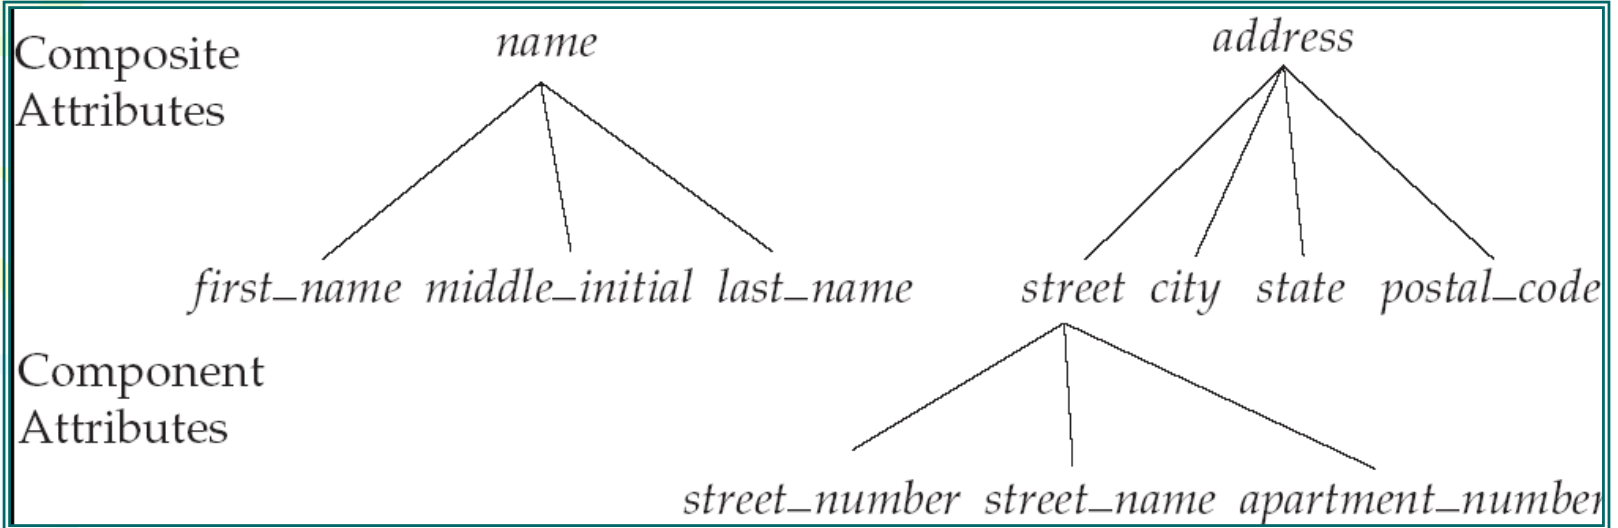 Composite
Attributes
name
address
first_name middle_initial last_name
street city state postal_code
Component
Attributes
street_number street_name apartment_number